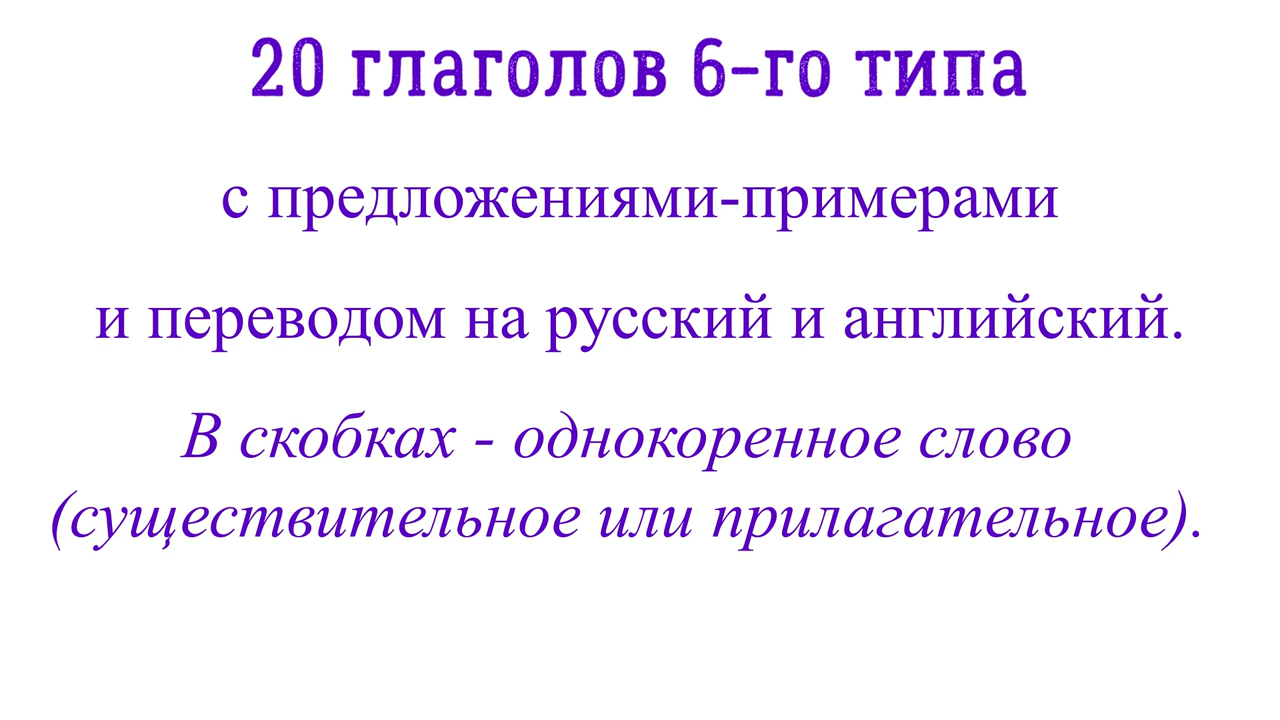 20 глаголов 6-го типа
с предложениями-примерами
и переводом на русский и английский.
В скобках - однокоренное слово
(существительное или прилагательное).